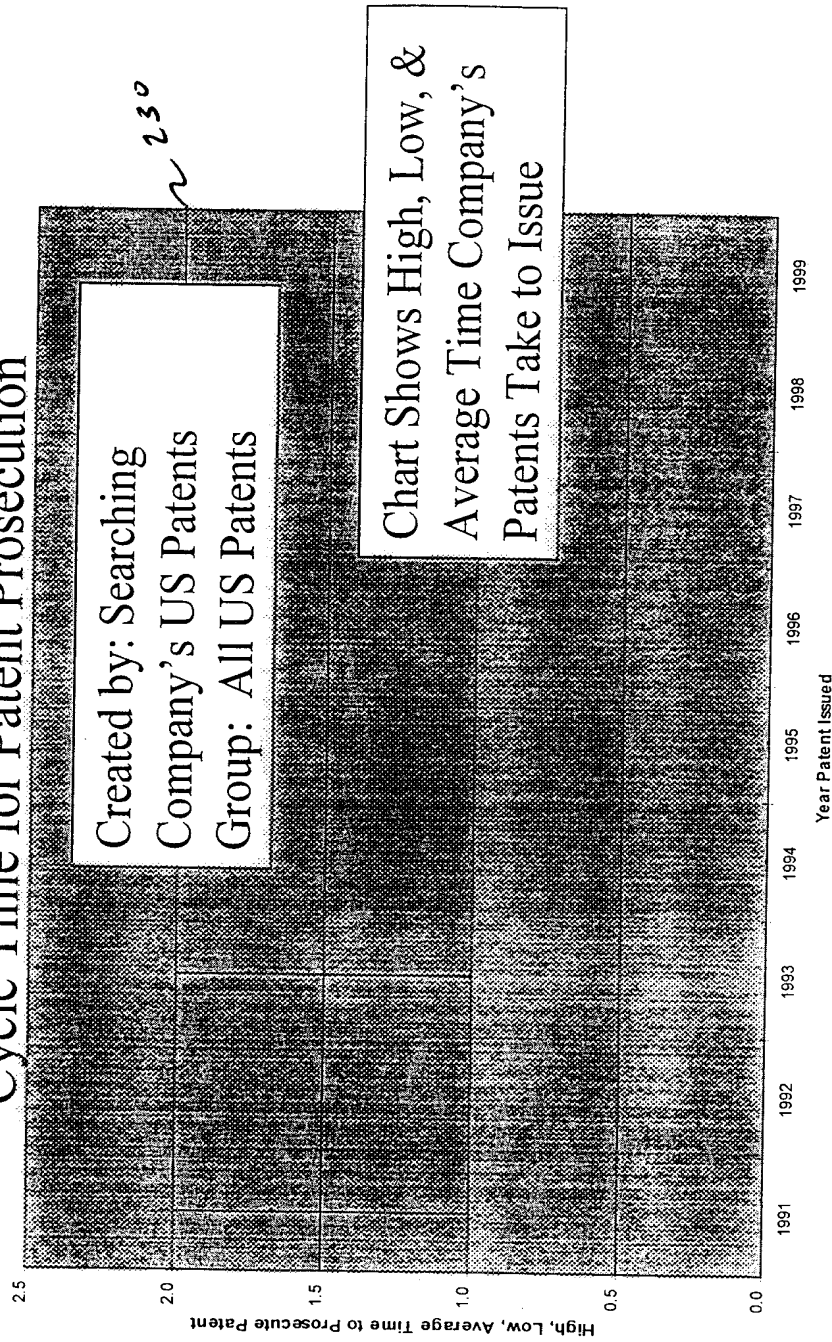 Cycle Time for Patent Prosecution
230
Created by: Searching
Company's US Patents
Group: All US Patents
Chart Shows High, Low, &
Average Time Company's
Patents Take to Issue
High, Low, Average Time to Prosecute Patent
2.5
2.0
1.5
1.0
0.5
0.0
1991
1992
1993
1994
1995
1996
1997
1998
1999
Year Patent Issued